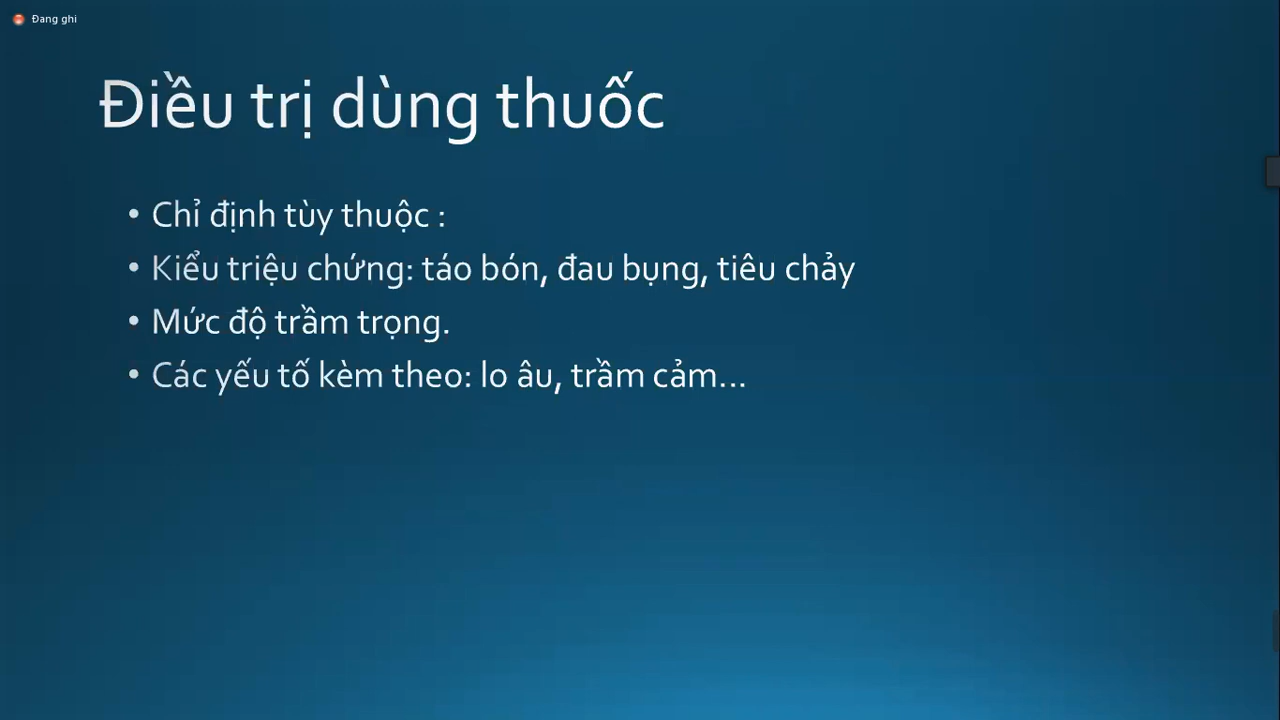 Đang ghi
Điều trị dùng thuốc
• Chỉ định tùy thuộc :
• Kiểu triệu chứng: táo bón, đau bụng, tiêu chảy
• Mức độ trầm trọng.
• Các yếu tố kèm theo: lo âu, trầm cảm...